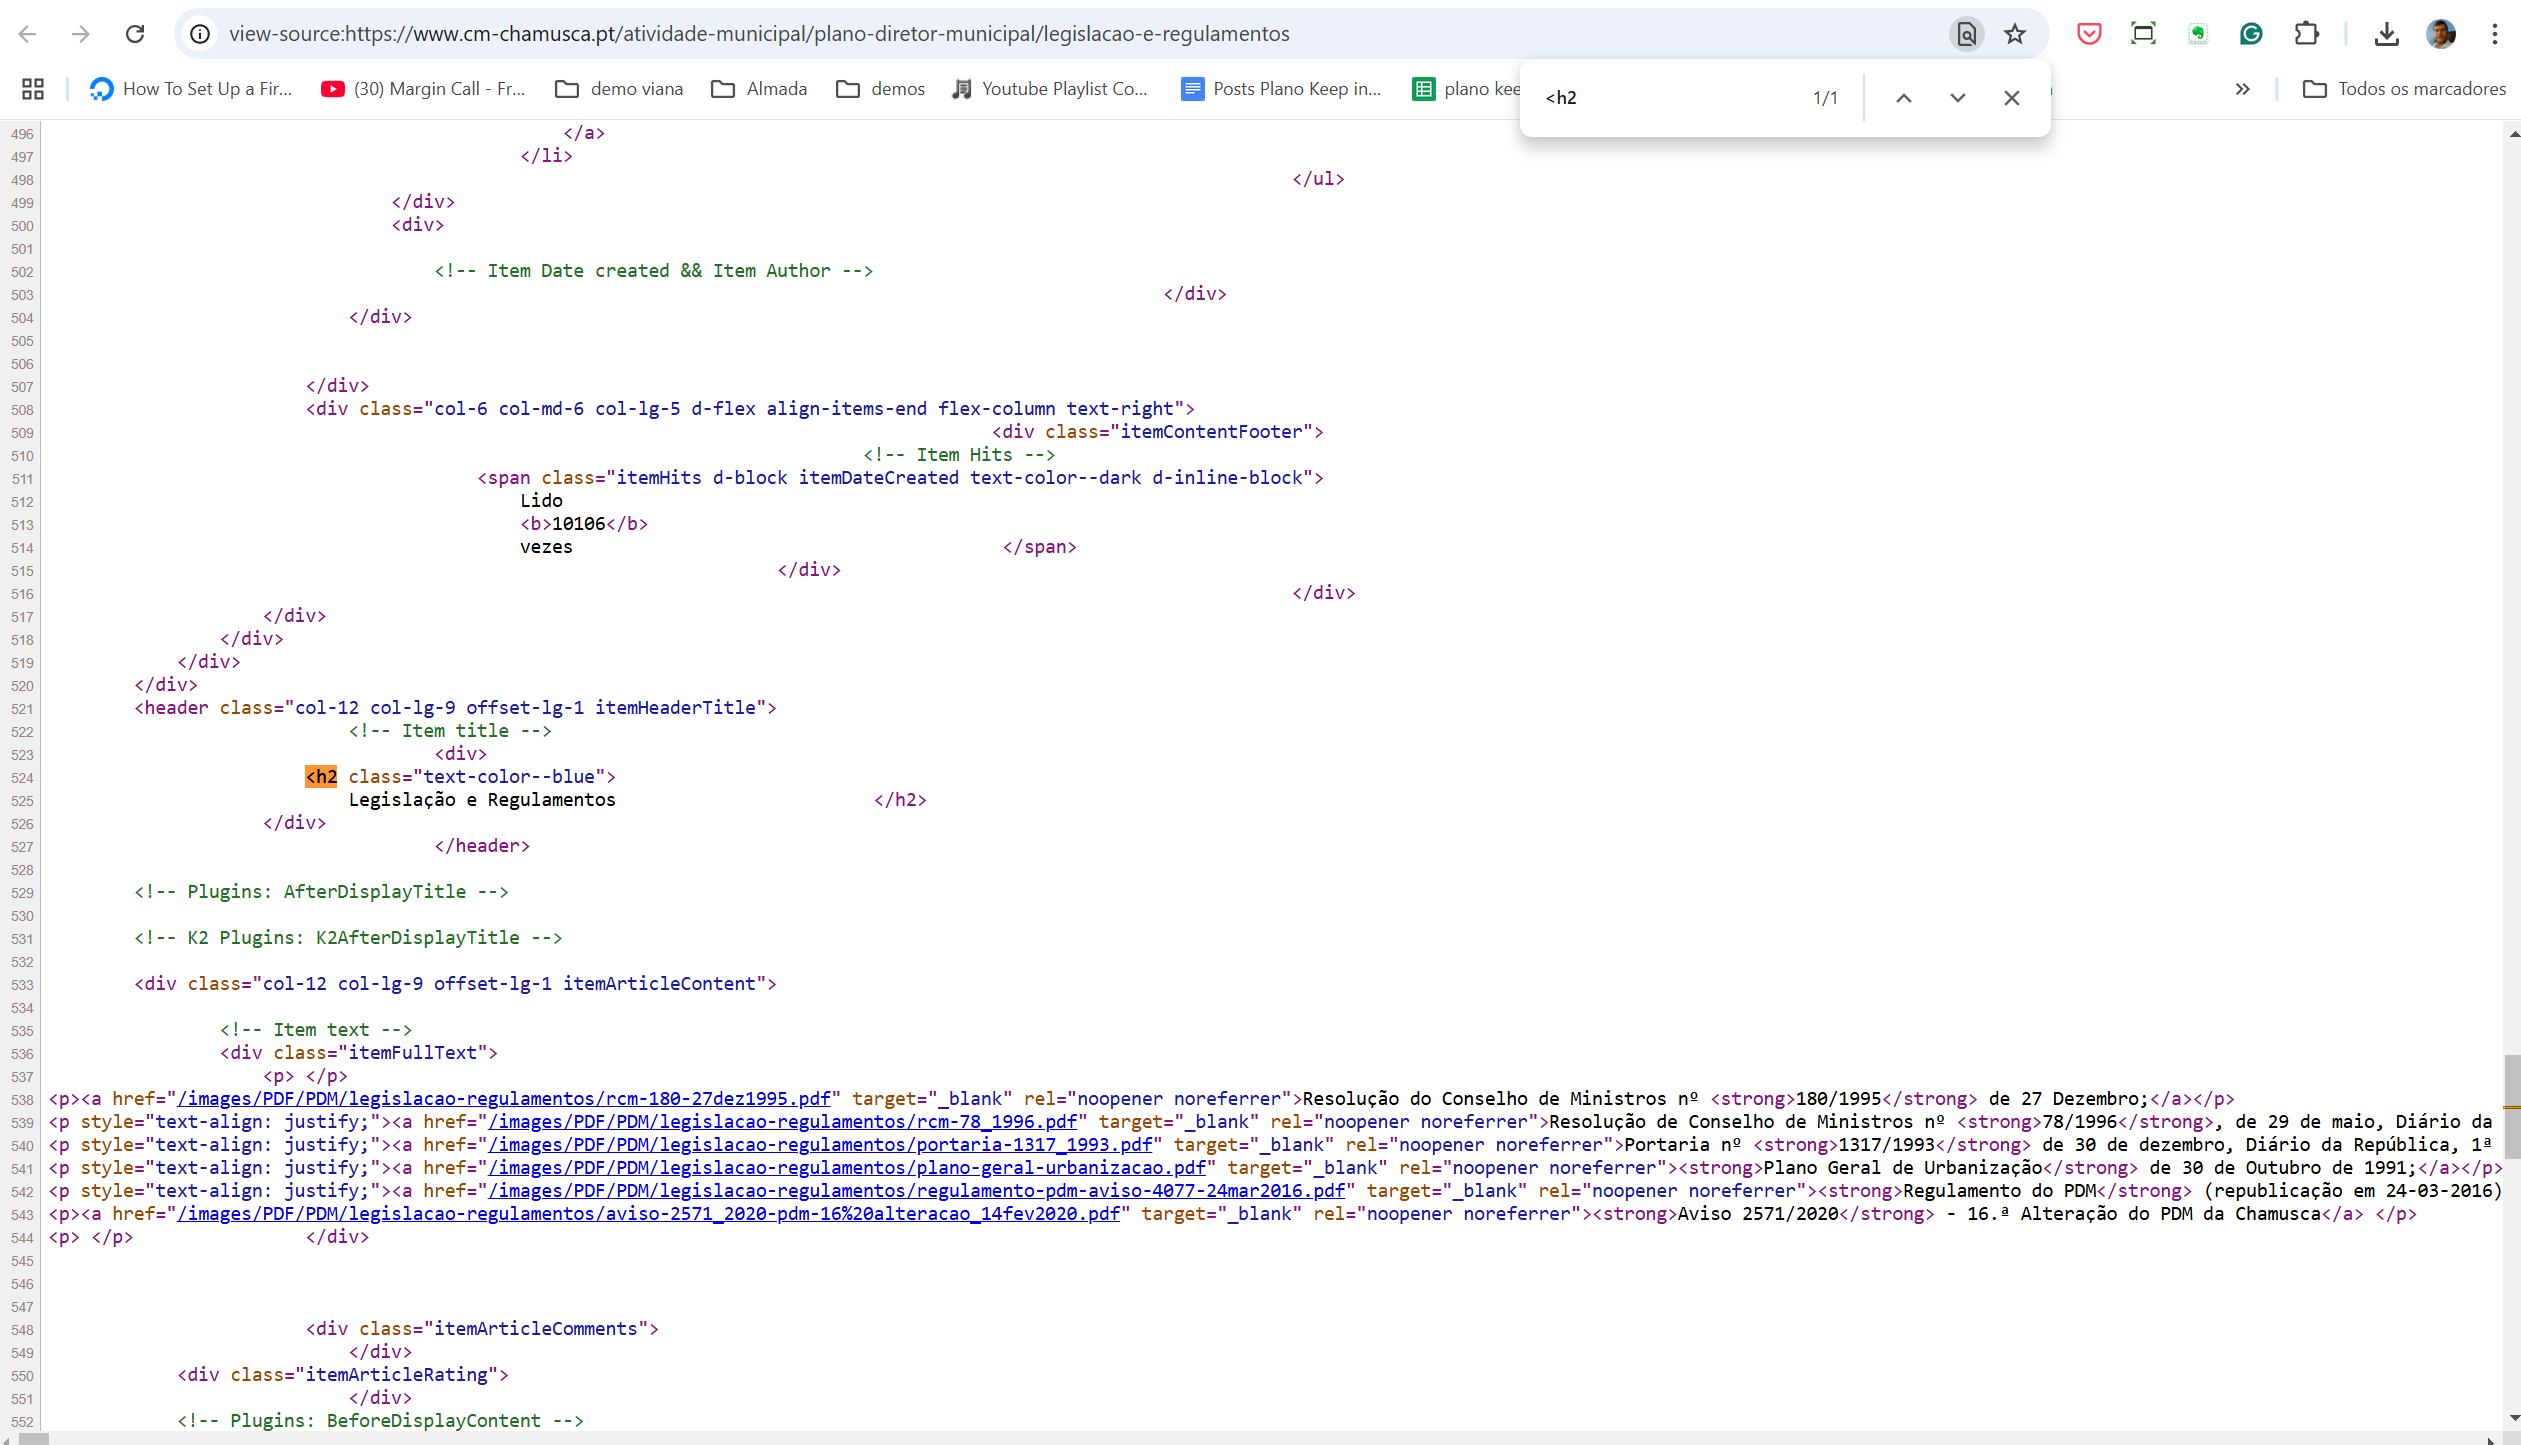 view-source:https://www.cm-chamusca.pt/atividade-municipal/plano-diretor-municipal/legislacao-e-regulamentos
How To Set Up a Fir... (30) Margin Call - Fr... demo viana Almada demos Youtube Playlist Co... Posts Plano Keep in... plano kee » Todos os marcadores
<h2 1/1
496 </a>
497 </li>
498 </ul>
499 </div>
500 <div>
501
502 <!-- Item Date created && Item Author -->
503 </div>
504 </div>
505
506
507 </div>
508 <div class="col-6 col-md-6 col-lg-5 d-flex align-items-end flex-column text-right">
509 <div class="itemContentFooter">
510 <!-- Item Hits -->
511 <span class="itemHits d-block itemDateCreated text-color--dark d-inline-block">
512 Lido
513 <b>10106</b>
514 vezes </span>
515 </div>
516 </div>
517 </div>
518 </div>
519 </div>
520 </div>
521 <header class="col-12 col-lg-9 offset-lg-1 itemHeaderTitle">
522 <!-- Item title -->
523 <div>
524 <h2 class="text-color--blue">
525 Legislação e Regulamentos </h2>
526 </div>
527 </header>
528
529 <!-- Plugins: AfterDisplayTitle -->
530
531 <!-- K2 Plugins: K2AfterDisplayTitle -->
532
533 <div class="col-12 col-lg-9 offset-lg-1 itemArticleContent">
534
535 <!-- Item text -->
536 <div class="itemFullText">
537 <p> </p>
538 <p><a href="/images/PDF/PDM/legislacao-regulamentos/rcm-180-27dez1995.pdf" target="_blank" rel="noopener noreferrer">Resolução do Conselho de Ministros nº <strong>180/1995</strong> de 27 Dezembro;</a></p>
539 <p style="text-align: justify;"><a href="/images/PDF/PDM/legislacao-regulamentos/rcm-78_1996.pdf" target="_blank" rel="noopener noreferrer">Resolução de Conselho de Ministros nº <strong>78/1996</strong>, de 29 de maio, Diário da
540 <p style="text-align: justify;"><a href="/images/PDF/PDM/legislacao-regulamentos/portaria-1317_1993.pdf" target="_blank" rel="noopener noreferrer">Portaria nº <strong>1317/1993</strong> de 30 de dezembro, Diário da República, 1ª
541 <p style="text-align: justify;"><a href="/images/PDF/PDM/legislacao-regulamentos/plano-geral-urbanizacao.pdf" target="_blank" rel="noopener noreferrer"><strong>Plano Geral de Urbanização</strong> de 30 de Outubro de 1991;</a></p>
542 <p style="text-align: justify;"><a href="/images/PDF/PDM/legislacao-regulamentos/regulamento-pdm-aviso-4077-24mar2016.pdf" target="_blank" rel="noopener noreferrer"><strong>Regulamento do PDM</strong> (republicação em 24-03-2016)
543 <p><a href="/images/PDF/PDM/legislacao-regulamentos/aviso-2571_2020-pdm-16%20alteracao_14fev2020.pdf" target="_blank" rel="noopener noreferrer"><strong>Aviso 2571/2020</strong> - 16.ª Alteração do PDM da Chamusca</a> </p>
544 <p> </p> </div>
545
546
547
548 <div class="itemArticleComments">
549 </div>
550 <div class="itemArticleRating">
551 </div>
552 <!-- Plugins: BeforeDisplayContent -->